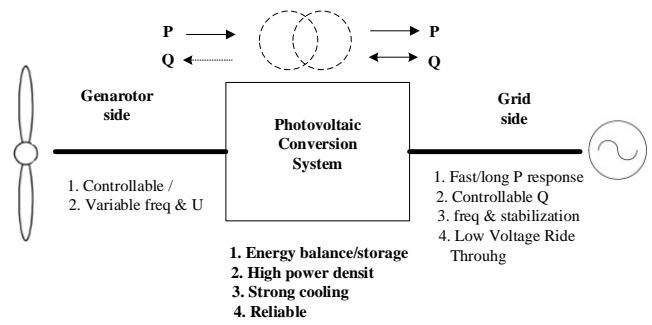 P
P
Q
Q
Genarotor
side
Photovoltaic
Conversion
System
Grid
side
1. Controllable /
2. Variable freq & U
1. Fast/long P response
2. Controllable Q
3. freq & stabilization
4. Low Voltage Ride
Throuhg
1. Energy balance/storage
2. High power densit
3. Strong cooling
4. Reliable